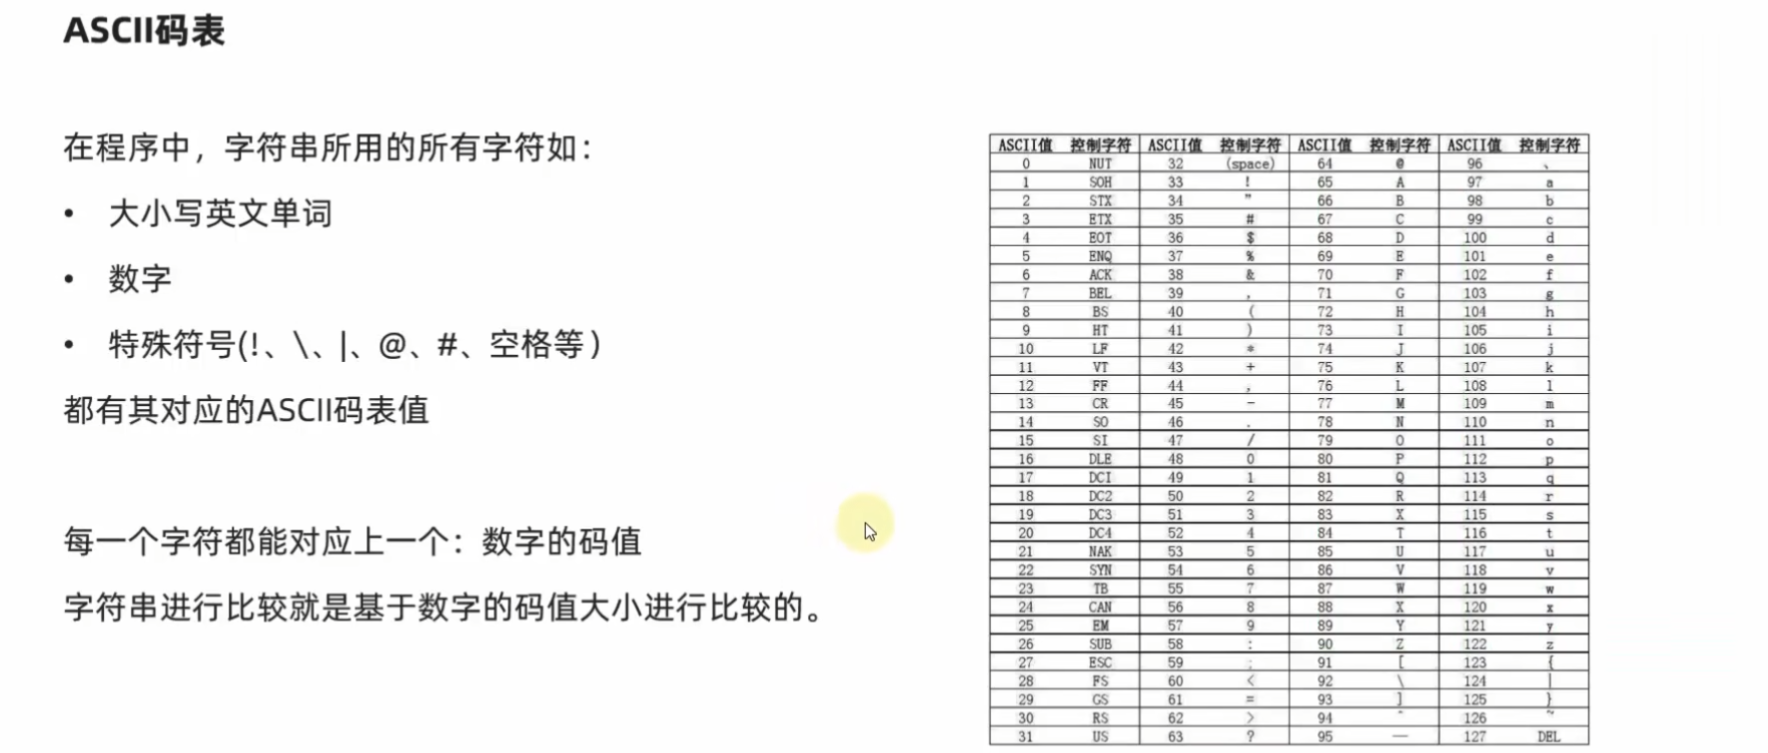 ASCII码表
在程序中，字符串所用的所有字符如：
• 大小写英文单词
• 数字
• 特殊符号(!、\、|、@、#、空格等）
都有其对应的ASCII码表值
每一个字符都能对应上一个：数字的码值
字符串进行比较就是基于数字的码值大小进行比较的。
ASCII值 控制字符 ASCII值 控制字符 ASCII值 控制字符 ASCII值 控制字符
0 NUT 32 (space) 64 @ 96 、
1 SOH 33 ! 65 A 97 a
2 STX 34 " 66 B 98 b
3 ETX 35 # 67 C 99 c
4 EOT 36 $ 68 D 100 d
5 ENQ 37 % 69 E 101 e
6 ACK 38 & 70 F 102 f
7 BEL 39 , 71 G 103 g
8 BS 40 ( 72 H 104 h
9 HT 41 ) 73 I 105 i
10 LF 42 * 74 J 106 j
11 VT 43 + 75 K 107 k
12 FF 44 , 76 L 108 l
13 CR 45 - 77 M 109 m
14 SO 46 . 78 N 110 n
15 SI 47 / 79 O 111 o
16 DLE 48 0 80 P 112 p
17 DCI 49 1 81 Q 113 q
18 DC2 50 2 82 R 114 r
19 DC3 51 3 83 X 115 s
20 DC4 52 4 84 T 116 t
21 NAK 53 5 85 U 117 u
22 SYN 54 6 86 V 118 v
23 TB 55 7 87 W 119 w
24 CAN 56 8 88 X 120 x
25 EM 57 9 89 Y 121 y
26 SUB 58 : 90 Z 122 z
27 ESC 59 ; 91 [ 123 {
28 FS 60 < 92 \ 124 |
29 GS 61 = 93 ] 125 }
30 RS 62 > 94 ^ 126 ~
31 US 63 ? 95 — 127 DEL